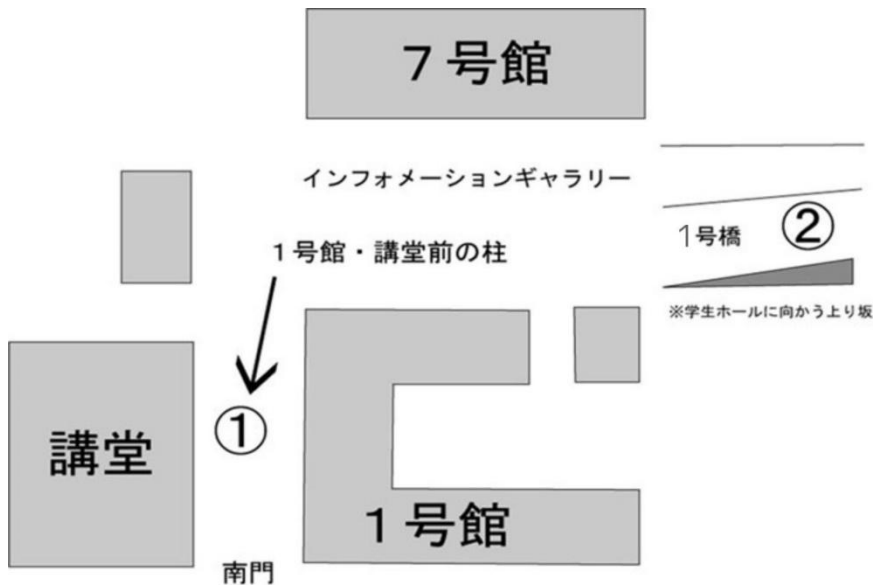 ７号館
インフォメーションギャラリー
１号館・講堂前の柱
1号橋
②
※学生ホールに向かう上り坂
①
講堂
１号館
南門